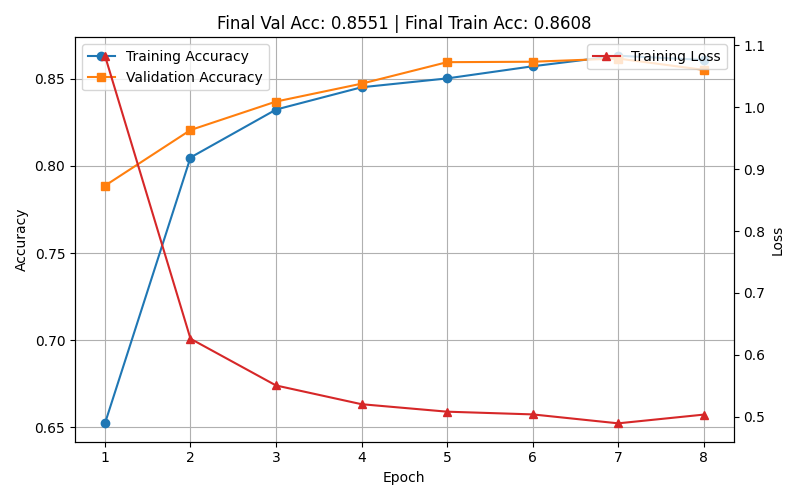 Final Val Acc: 0.8551 | Final Train Acc: 0.8608
Training Accuracy
Validation Accuracy
Training Loss
0.85
0.80
0.75
0.70
0.65
Accuracy
1.1
1.0
0.9
0.8
0.7
0.6
0.5
Loss
1 2 3 4 5 6 7 8
Epoch